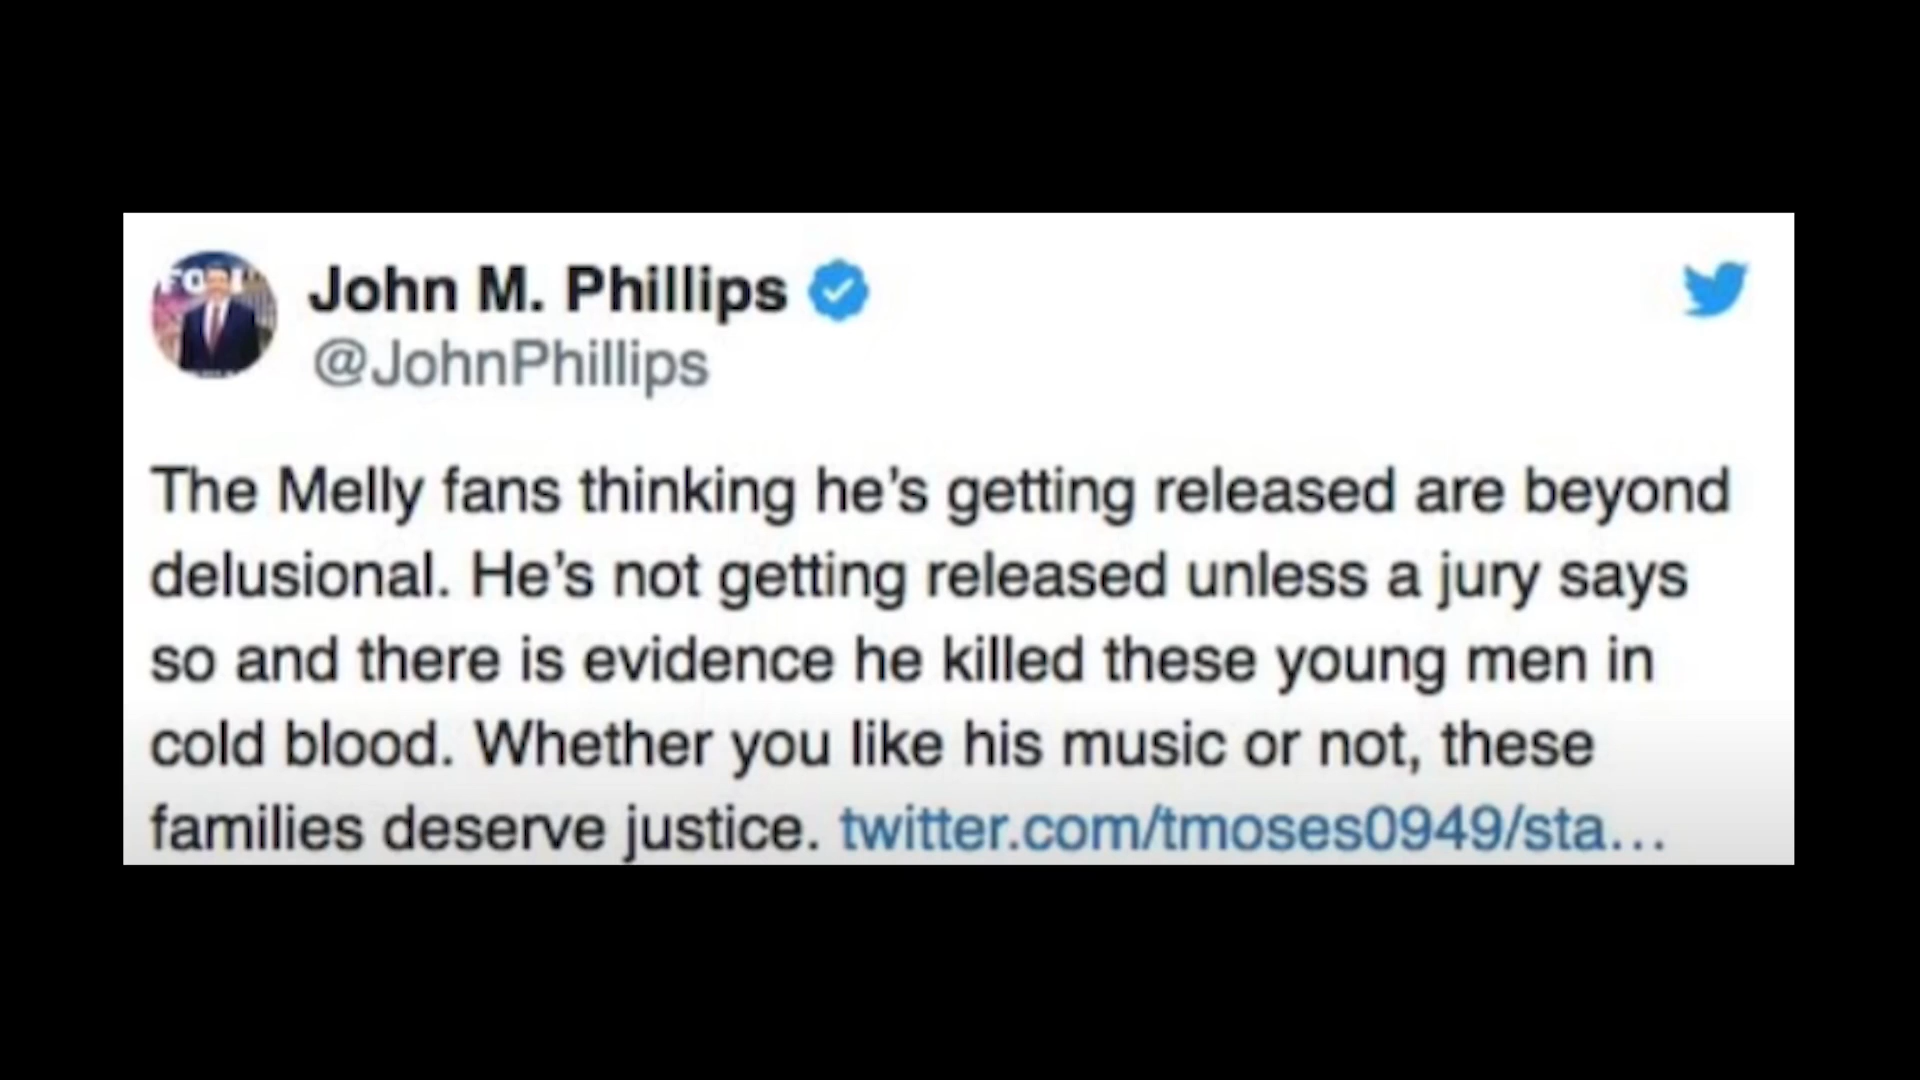 John M. Phillips
@JohnPhillips
The Melly fans thinking he's getting released are beyond
delusional. He's not getting released unless a jury says
so and there is evidence he killed these young men in
cold blood. Whether you like his music or not, these
families deserve justice. twitter.com/tmoses0949/sta…